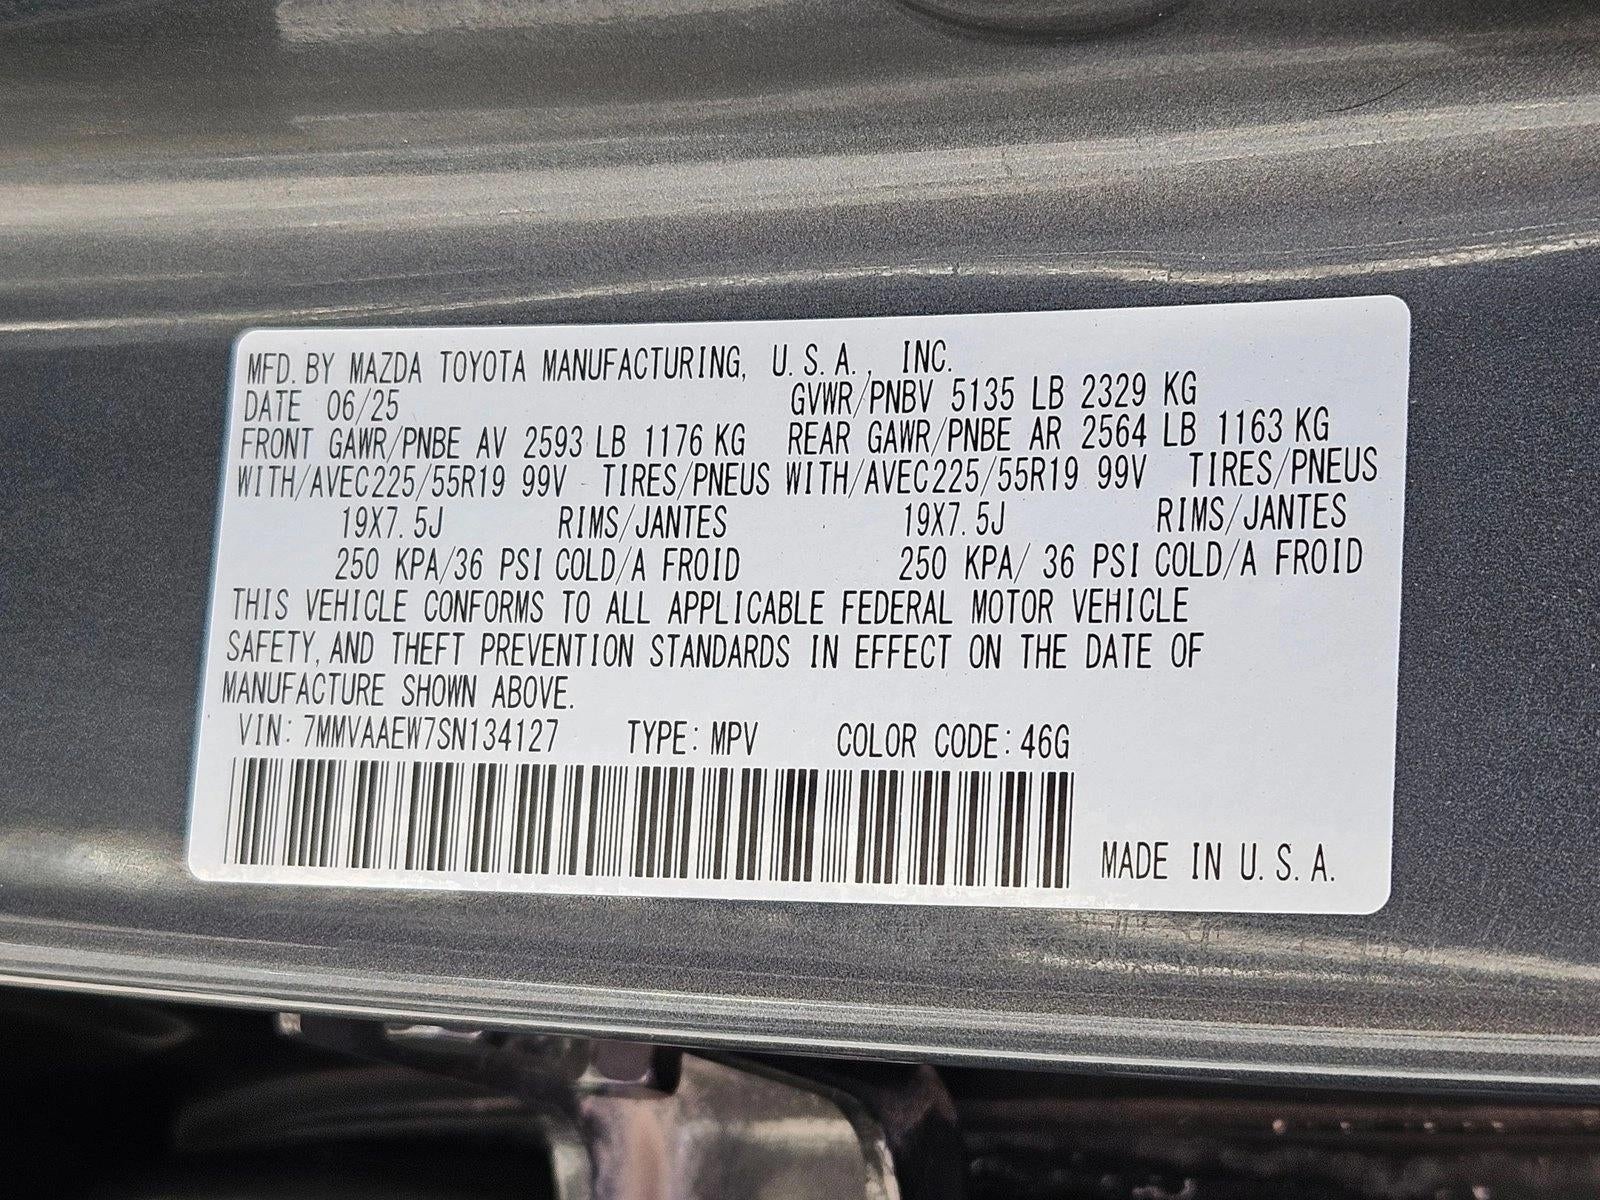 MFD. BY MAZDA TOYOTA MANUFACTURING, U.S.A., INC.
DATE 06/25 GVWR/PNBV 5135 LB 2329 KG
FRONT GAWR/PNBE AV 2593 LB 1176 KG REAR GAWR/PNBE AR 2564 LB 1163 KG
WITH/AVEC 225/55R19 99V TIRES/PNEUS WITH/AVEC 225/55R19 99V TIRES/PNEUS
19X7.5J RIMS/JANTES 19X7.5J RIMS/JANTES
250 KPA/36 PSI COLD/A FROID 250 KPA/ 36 PSI COLD/A FROID
THIS VEHICLE CONFORMS TO ALL APPLICABLE FEDERAL MOTOR VEHICLE
SAFETY, AND THEFT PREVENTION STANDARDS IN EFFECT ON THE DATE OF
MANUFACTURE SHOWN ABOVE.
VIN: 7MMVAAEW7SN134127 TYPE: MPV COLOR CODE: 46G
MADE IN U.S.A.